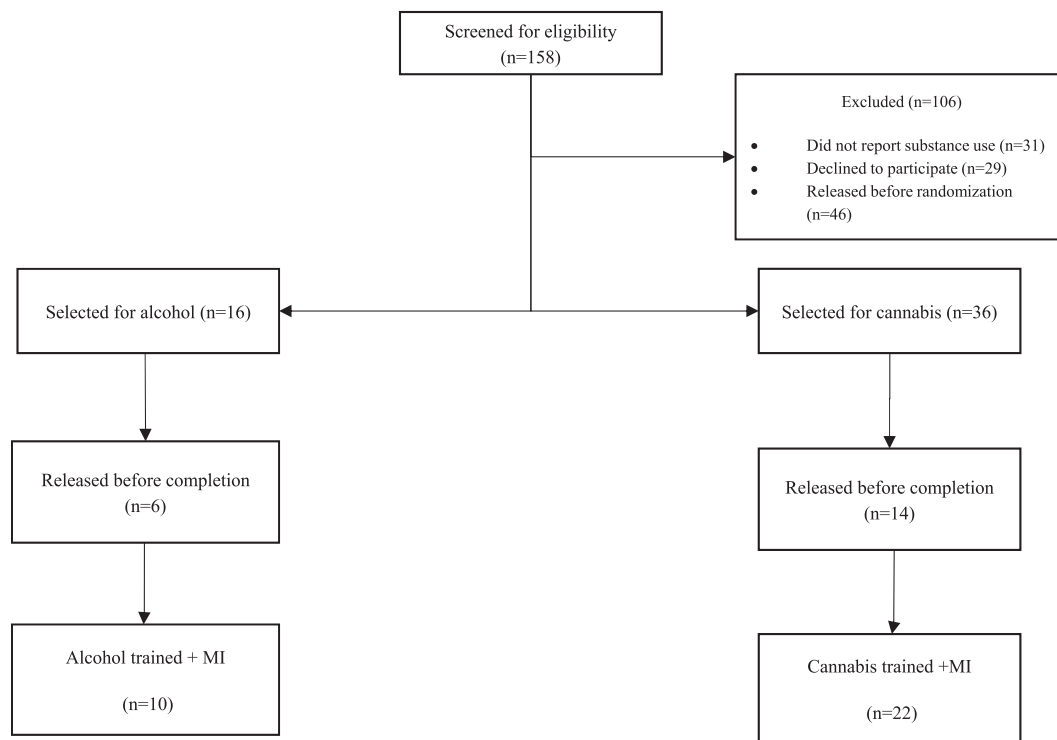 Screened for eligibility
(n=158)
Excluded (n=106)
• Did not report substance use (n=31)
• Declined to participate (n=29)
• Released before randomization
(n=46)
Selected for alcohol (n=16)
Selected for cannabis (n=36)
Released before completion
(n=6)
Released before completion
(n=14)
Alcohol trained + MI
(n=10)
Cannabis trained +MI
(n=22)